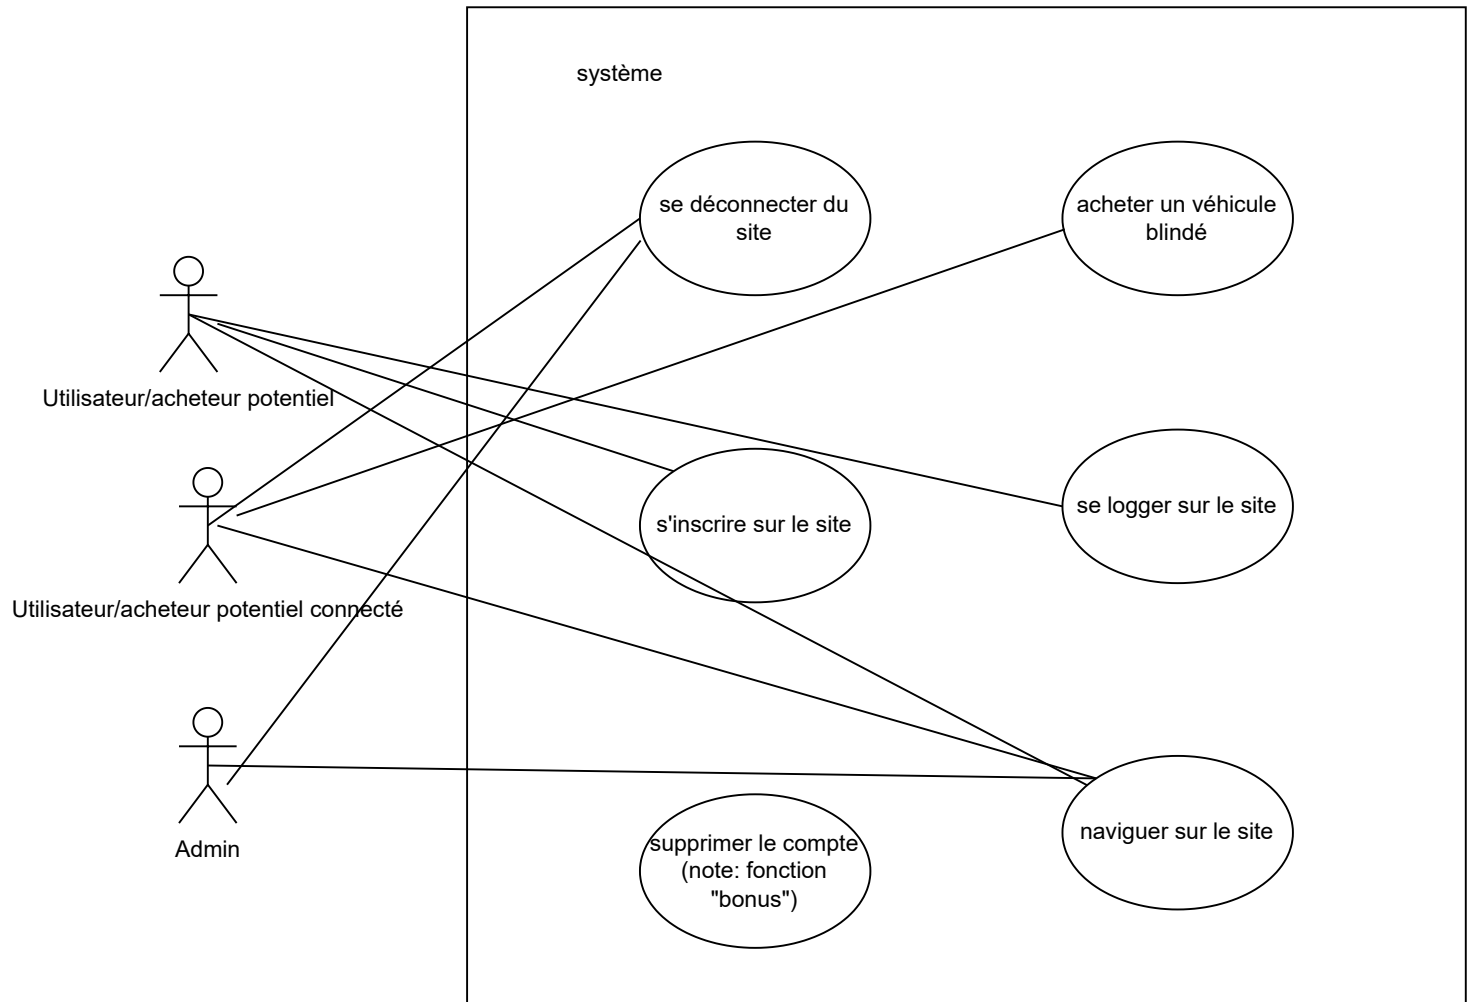 système
se déconnecter du
site
acheter un véhicule
blindé
Utilisateur/acheteur potentiel
se logger sur le site
s'inscrire sur le site
Utilisateur/acheteur potentiel connecté
Admin
supprimer le compte
(note: fonction
"bonus")
naviguer sur le site